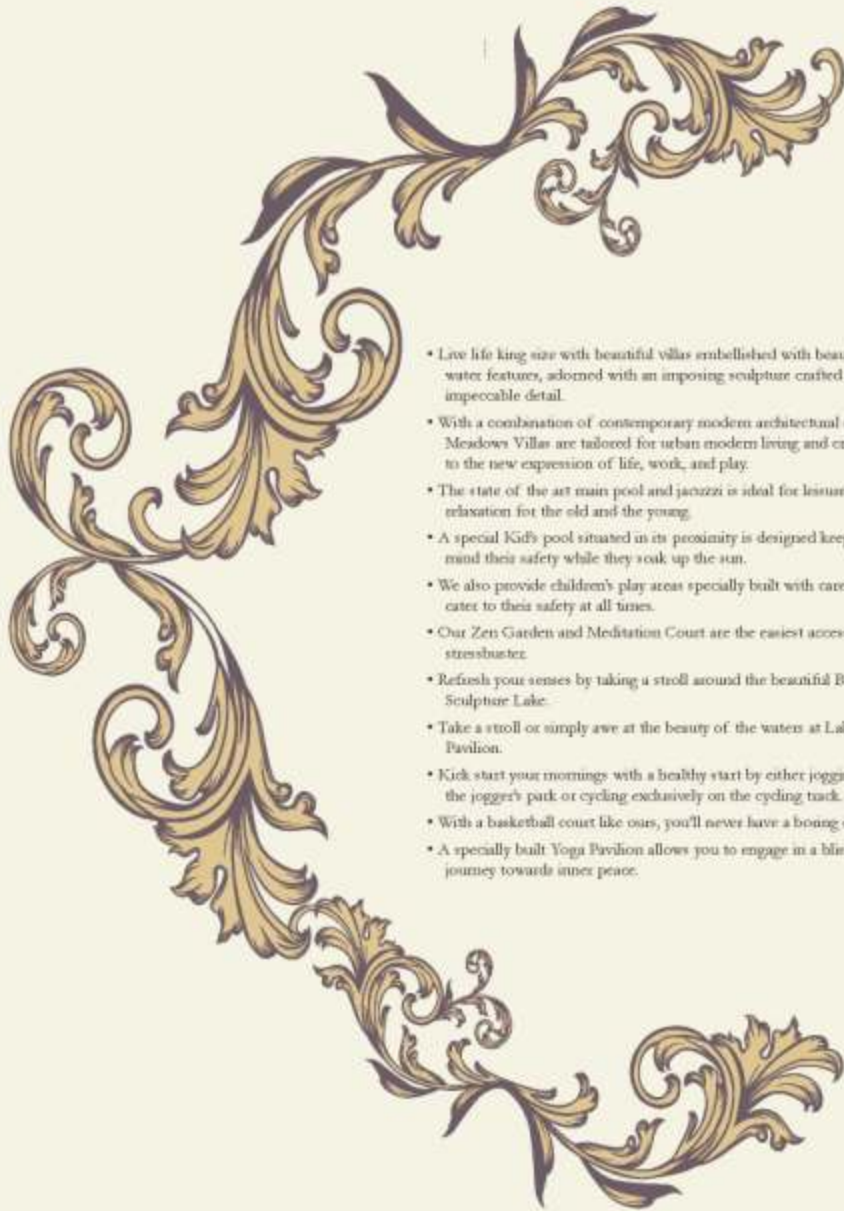 • Live life king size with beautiful villas embellished with
water features, adorned with an imposing sculpture crafted
impeccable detail.
• With a combination of contemporary modern architectural
Meadows Villas are tailored for urban modern living and
to the new expression of life, work, and play.
• The state of the art main pool and jacuzzi is ideal for
relaxation for the old and the young.
• A special Kid's pool situated in its proximity is designed
mind their safety while they soak up the sun.
• We also provide children's play areas specially built with care
cater to their safety at all times.
• Our Zen Garden and Meditation Court are the easiest
stressbuster.
• Refresh your senses by taking a stroll around the beautiful
Sculpture Lake.
• Take a stroll or simply awe at the beauty of the waters at
Pavilion.
• Kick start your mornings with a healthy start by either
the jogger's park or cycling exclusively on the cycling track.
• With a basketball court like ours, you'll never have a boring
• A specially built Yoga Pavilion allows you to engage in a
journey towards inner peace.